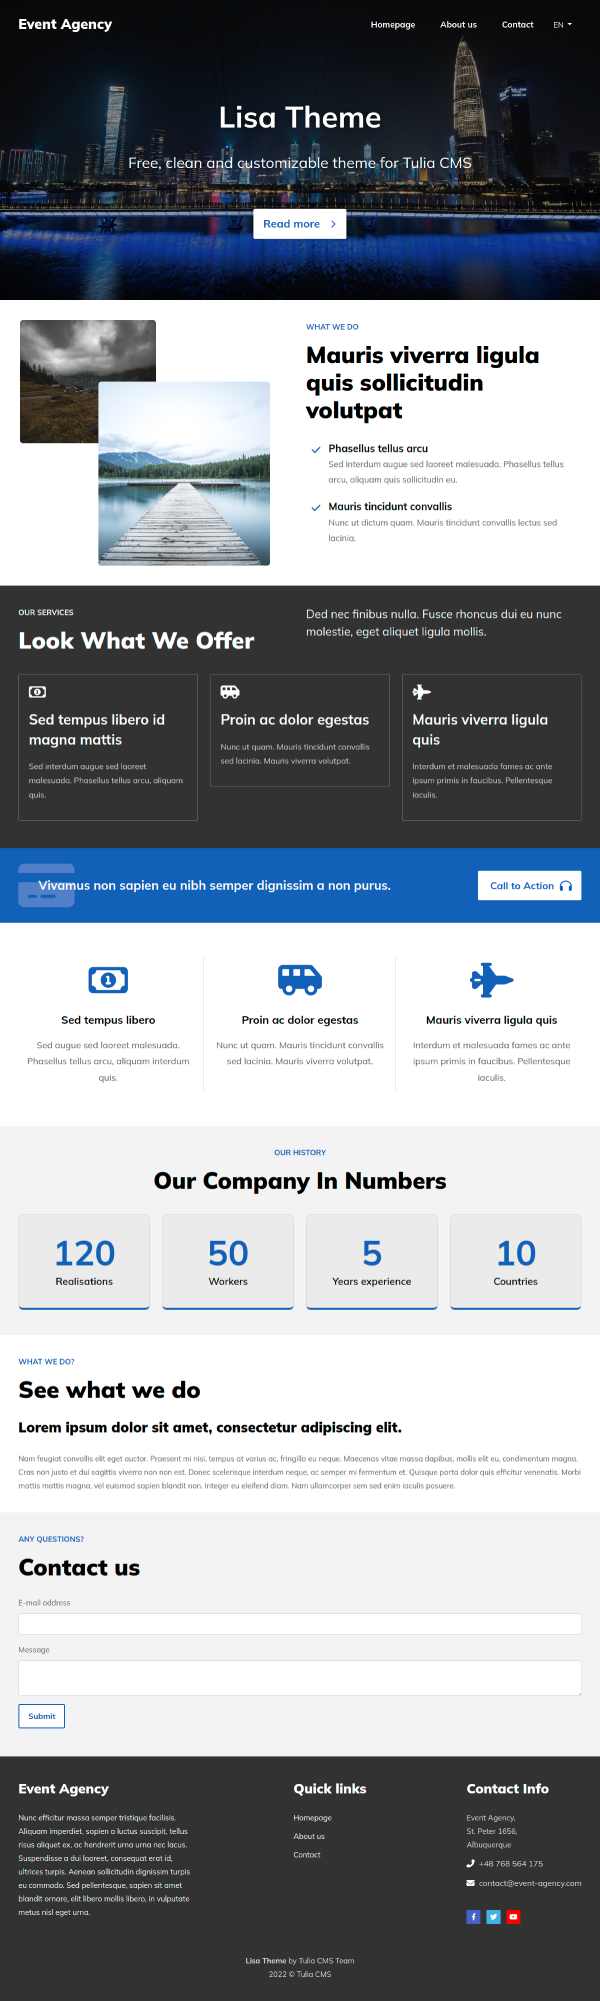 Event Agency
Homepage
About us
Contact
EN
Lisa Theme
Free, clean and customizable theme for Tulia CMS
Read more
WHAT WE DO
Mauris viverra ligula
quis sollicitudin
volutpat
Phasellus tellus arcu
Sed interdum augue sed laoreet malesuada. Phasellus tellus
arcu, aliquam quis sollicitudin eu.
Mauris tincidunt convallis
Nunc ut dictum quam. Mauris tincidunt convallis lectus sed
lacinia.
OUR SERVICES
Look What We Offer
Ded nec finibus nulla. Fusce rhoncus dui eu nunc
molestie, eget aliquet ligula mollis.
Sed tempus libero id
magna mattis
Sed interdum augue sed laoreet
malesuada. Phasellus tellus arcu, aliquam
quis.
Proin ac dolor egestas
Nunc ut quam. Mauris tincidunt convallis
sed lacinia. Mauris viverra volutpat.
Mauris viverra ligula
quis
Interdum et malesuada fames ac ante
ipsum primis in faucibus. Pellentesque
iaculis.
Vivamus non sapien eu nibh semper dignissim a non purus.
Call to Action
1
Sed tempus libero
Sed augue sed laoreet malesuada.
Phasellus tellus arcu, aliquam interdum
quis.
Proin ac dolor egestas
Nunc ut quam. Mauris tincidunt convallis
sed lacinia. Mauris viverra volutpat.
Mauris viverra ligula quis
Interdum et malesuada fames ac ante
ipsum primis in faucibus. Pellentesque
iaculis.
OUR HISTORY
Our Company In Numbers
120
Realisations
50
Workers
5
Years experience
10
Countries
WHAT WE DO?
See what we do
Lorem ipsum dolor sit amet, consectetur adipiscing elit.
Nam feugiat convallis elit eget auctor. Praesent mi nisi, tempus at varius ac, fringilla eu neque. Maecenas vitae massa dapibus, mollis elit eu, condimentum magna.
Cras non justo et dui sagittis viverra non non est. Donec scelerisque interdum neque, ac semper mi fermentum et. Quisque porta dolor quis efficitur venenatis. Morbi
mattis mattis magna, vel euismod sapien blandit non. Integer eu eleifend diam. Nam ullamcorper sem sed enim iaculis posuere.
ANY QUESTIONS?
Contact us
E-mail address
Message
Submit
Event Agency
Nunc efficitur massa semper tristique facilisis.
Aliquam imperdiet, sapien a luctus suscipit, tellus
risus aliquet ex, ac hendrerit urna urna nec lacus.
Suspendisse a dui laoreet, consequat erat id,
ultrices turpis. Aenean sollicitudin dignissim turpis
eu commodo. Sed pellentesque, sapien sit amet
blandit ornare, elit libero mollis libero, in vulputate
metus nisl eget urna.
Quick links
Homepage
About us
Contact
Contact Info
Event Agency,
St. Peter 1656,
Albuquerque
+48 768 564 175
contact@event-agency.com
Lisa Theme by Tulia CMS Team
2022 © Tulia CMS